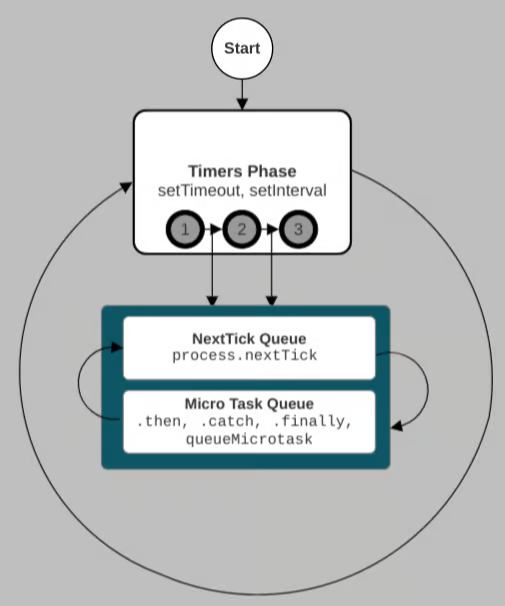 Start
Timers Phase
setTimeout, setInterval
1 2 3
NextTick Queue
process.nextTick
Micro Task Queue
.then, .catch, .finally,
queueMicrotask